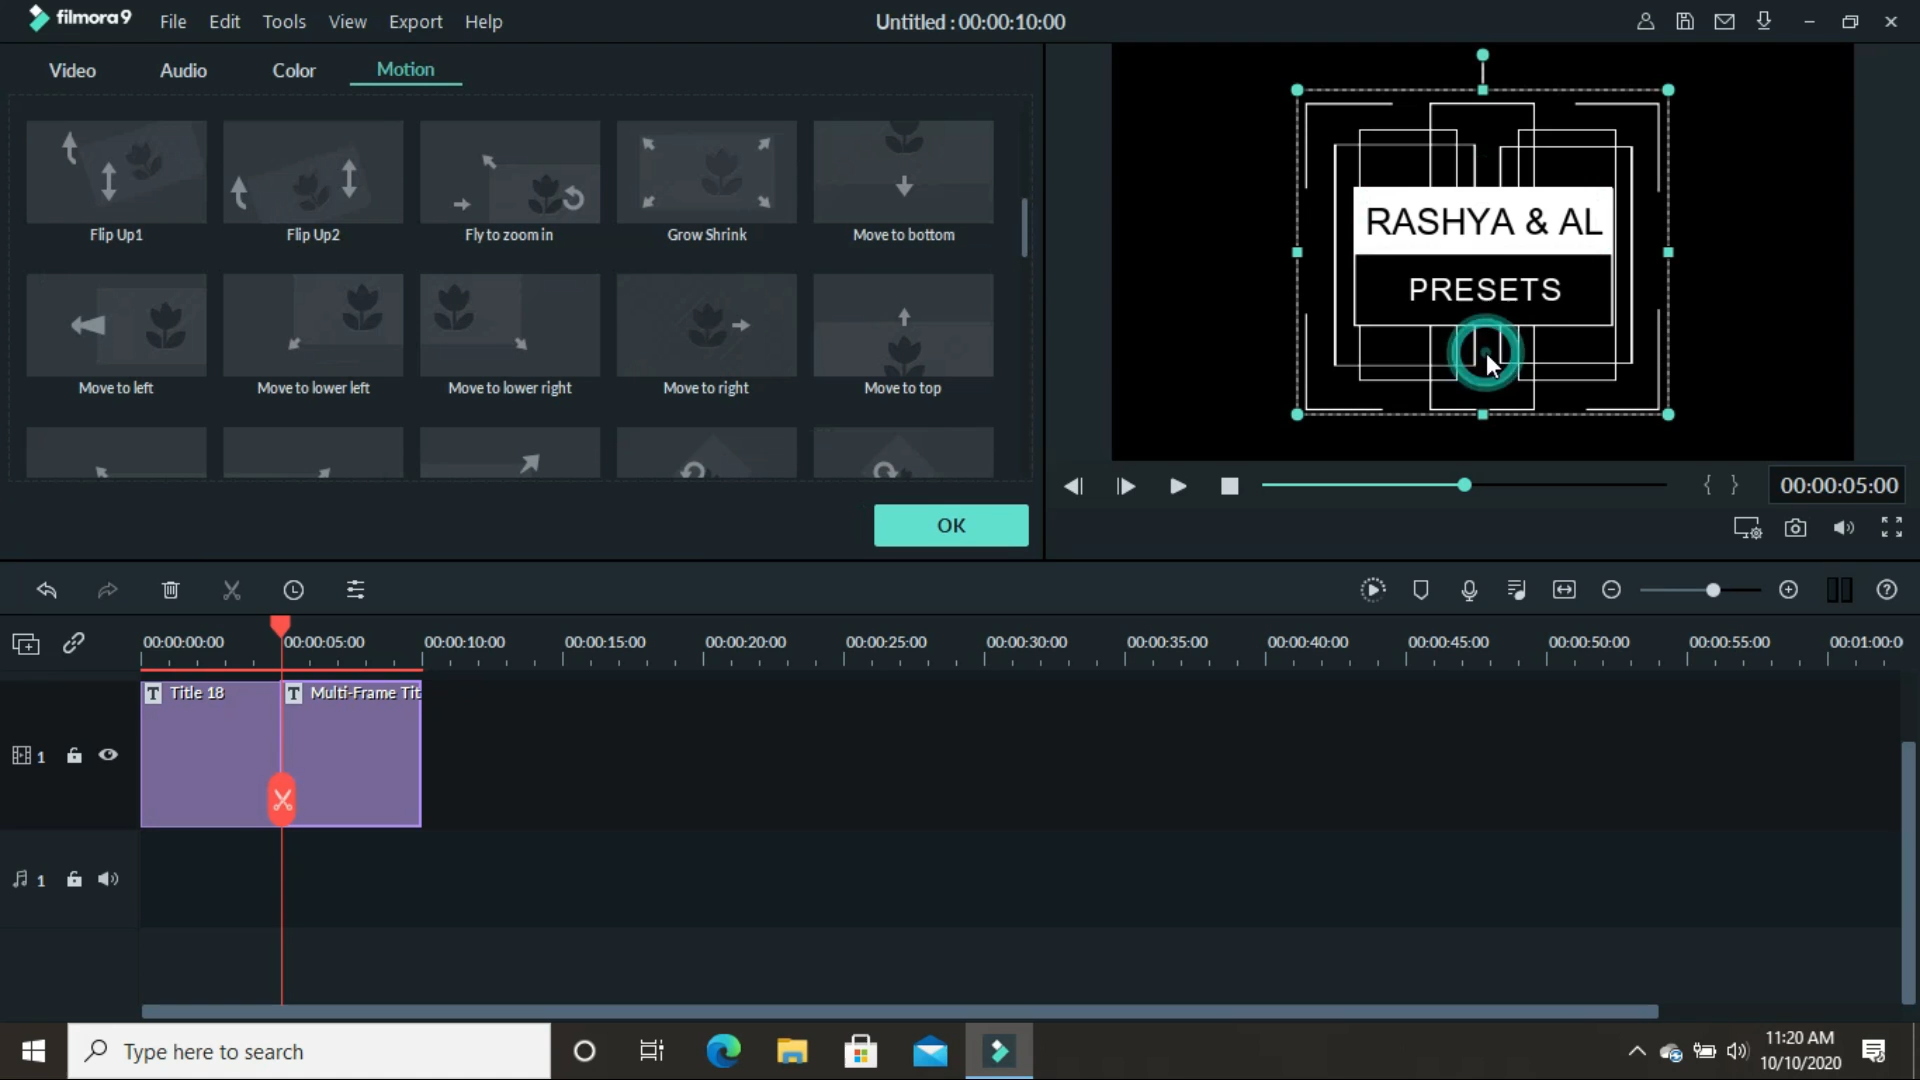 filmora9
File Edit Tools View Export Help
Untitled : 00:00:10:00
Video Audio Color Motion
Flip Up1 Flip Up2 Fly to zoom in Grow Shrink Move to bottom
Move to left Move to lower left Move to lower right Move to right Move to top
OK
RASHYA & AL
PRESETS
{ } 00:00:05:00
00:00:00:00 00:00:05:00 00:00:10:00 00:00:15:00 00:00:20:00 00:00:25:00 00:00:30:00 00:00:35:00 00:00:40:00 00:00:45:00 00:00:50:00 00:00:55:00 00:01:00:0
T Title 18 T Multi-Frame Tit
1
1
Type here to search
11:20 AM
10/10/2020